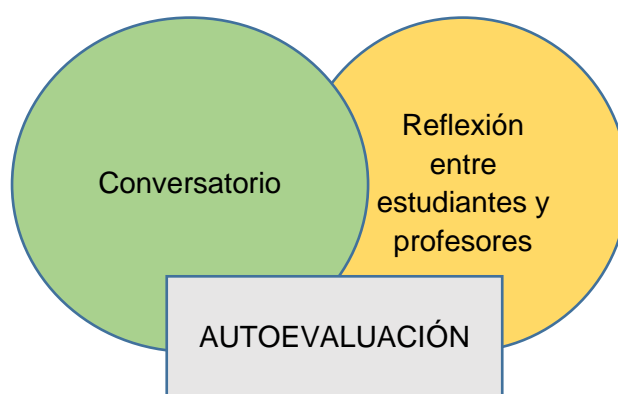 Conversatorio
Reflexión
entre
estudiantes y
profesores
AUTOEVALUACIÓN